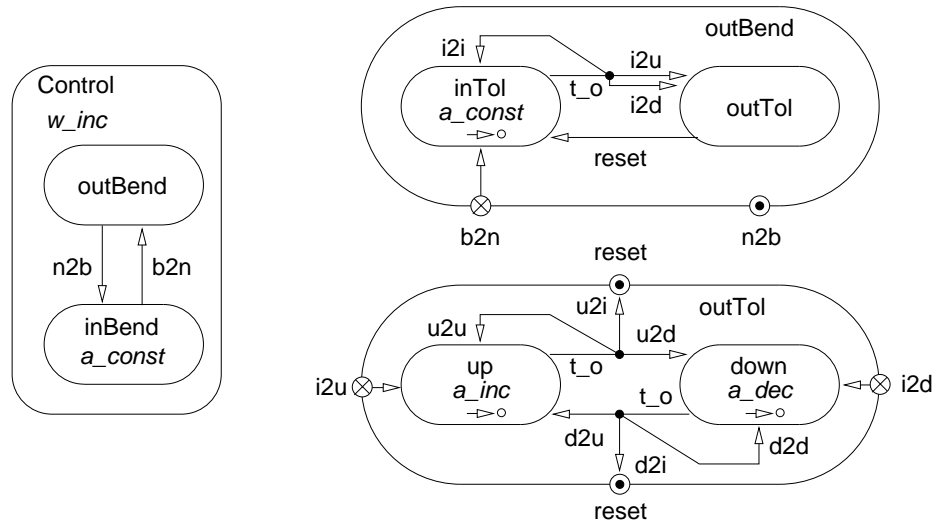 Control
w_inc
outBend
n2b b2n
inBend
a_const
outBend
i2i
i2u
inTol
a_const
t_o
i2d
outTol
reset
b2n
n2b
reset
outTol
u2i
u2u
u2d
up
a_inc
t_o
down
a_dec
i2u
i2d
t_o
d2u
d2d
d2i
reset